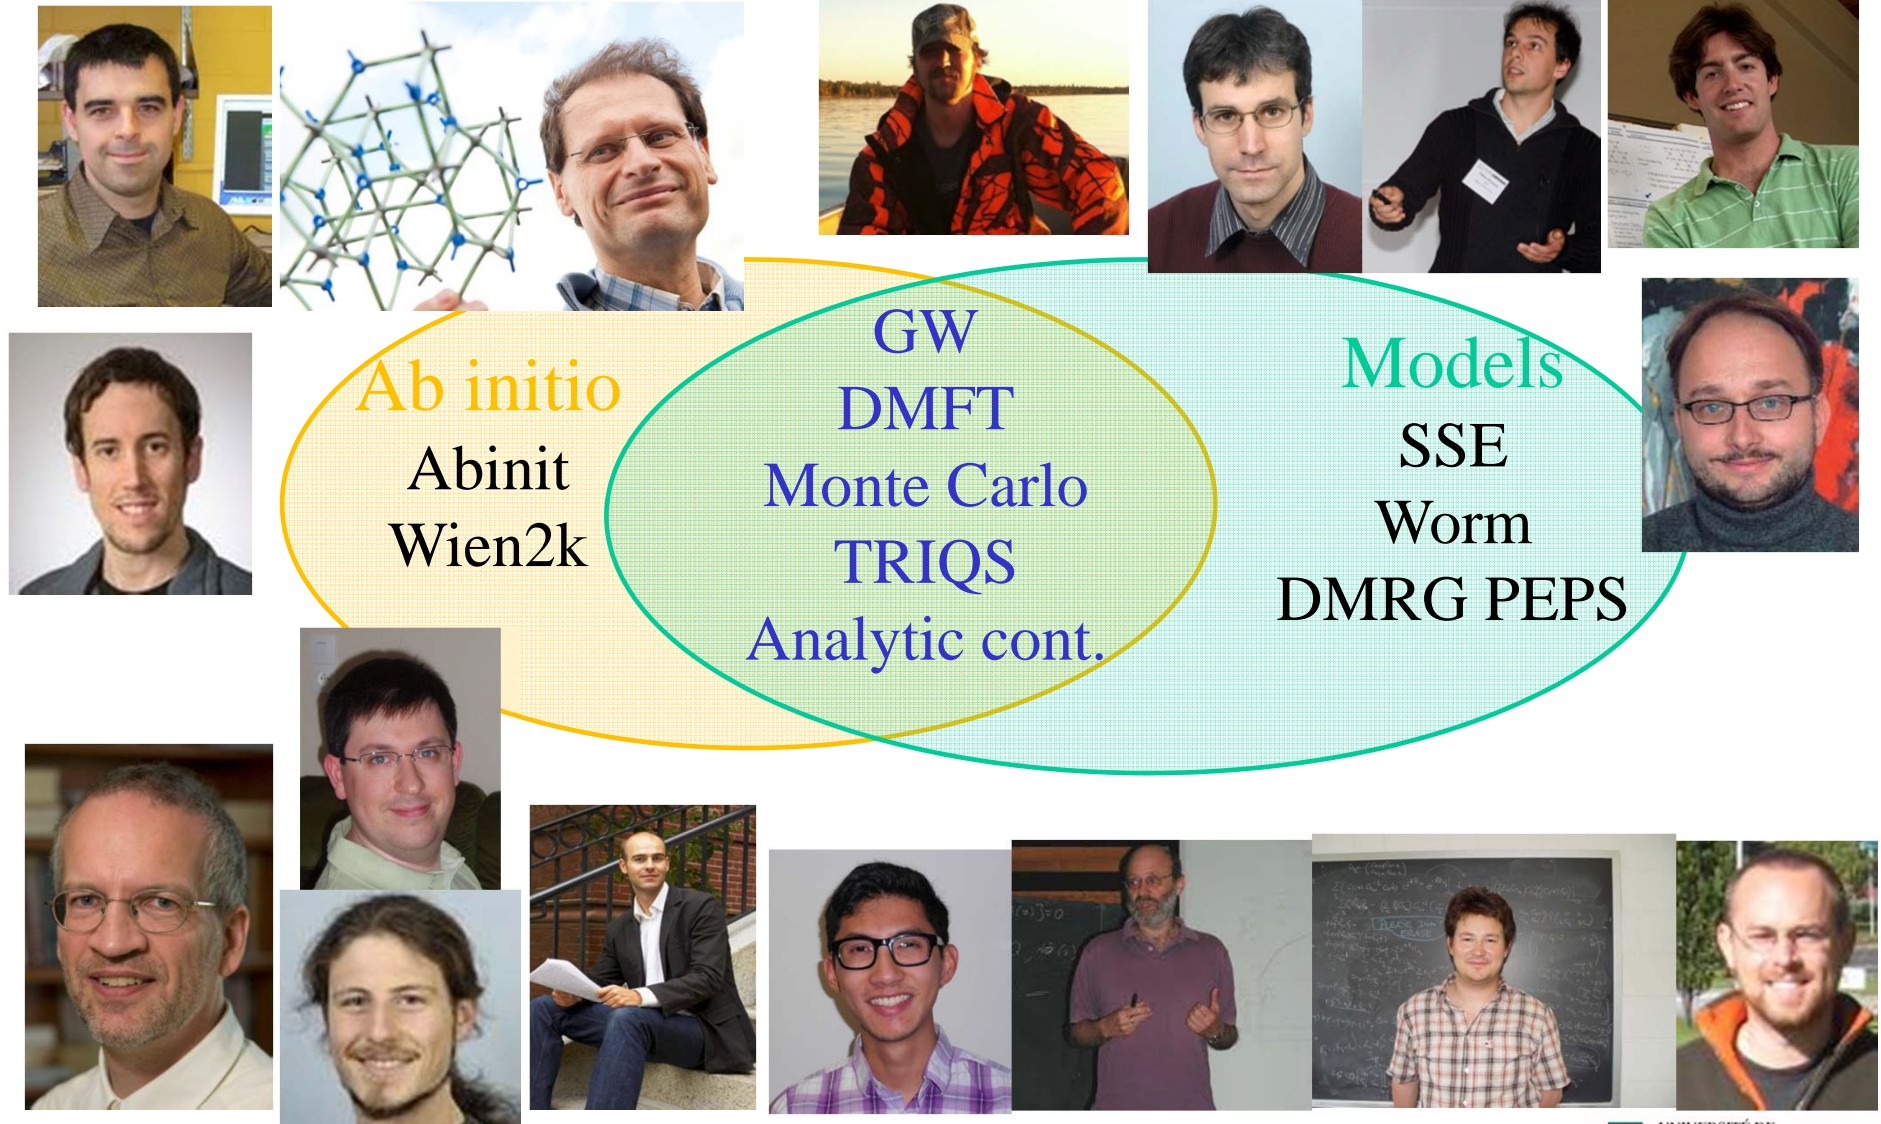 Ab initio
Abinit
Wien2k
GW
DMFT
Monte Carlo
TRIQS
Analytic cont.
Models
SSE
Worm
DMRG PEPS